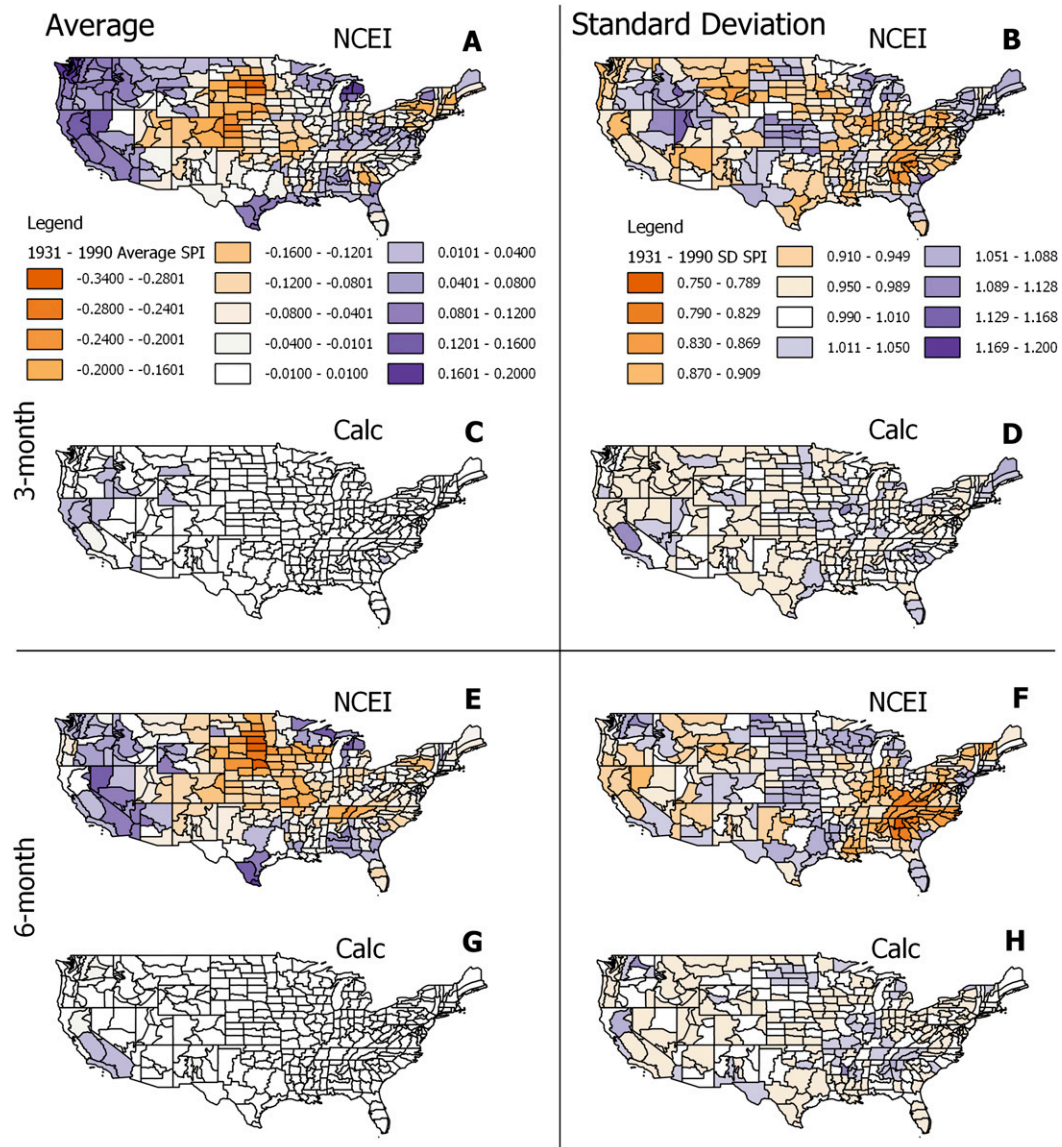 Average
NCEI
A
Legend
1931 - 1990 Average SPI
-0.3400 - -0.2801
-0.2800 - -0.2401
-0.2400 - -0.2001
-0.2000 - -0.1601
-0.1600 - -0.1201
-0.1200 - -0.0801
-0.0800 - -0.0401
-0.0400 - -0.0101
-0.0100 - 0.0100
0.0101 - 0.0400
0.0401 - 0.0800
0.0801 - 0.1200
0.1201 - 0.1600
0.1601 - 0.2000
Standard Deviation
NCEI
B
Legend
1931 - 1990 SD SPI
0.750 - 0.789
0.790 - 0.829
0.830 - 0.869
0.870 - 0.909
0.910 - 0.949
0.950 - 0.989
0.990 - 1.010
1.011 - 1.050
1.051 - 1.088
1.089 - 1.128
1.129 - 1.168
1.169 - 1.200
3-month
Calc
C
Calc
D
6-month
NCEI
E
NCEI
F
Calc
G
Calc
H